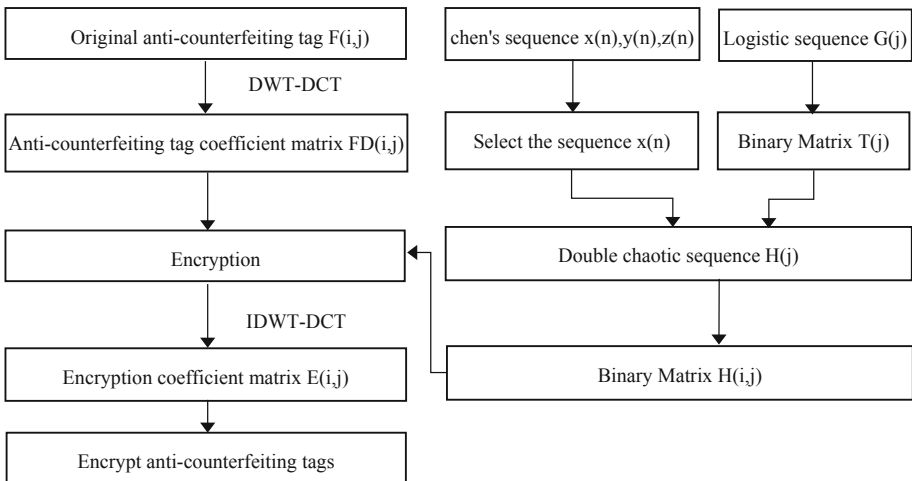 Original anti-counterfeiting tag F(i,j)
DWT-DCT
Anti-counterfeiting tag coefficient matrix FD(i,j)
Encryption
IDWT-DCT
Encryption coefficient matrix E(i,j)
Encrypt anti-counterfeiting tags
chen's sequence x(n),y(n),z(n)
Logistic sequence G(j)
Select the sequence x(n)
Binary Matrix T(j)
Double chaotic sequence H(j)
Binary Matrix H(i,j)